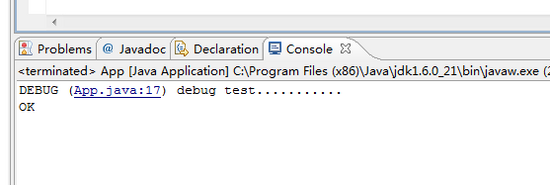 Problems @ Javadoc Declaration Console
<terminated> App [Java Application] C:\Program Files (x86)\Java\jdk1.6.0_21\bin\javaw.exe (2
DEBUG (App.java:17) debug test...........
OK